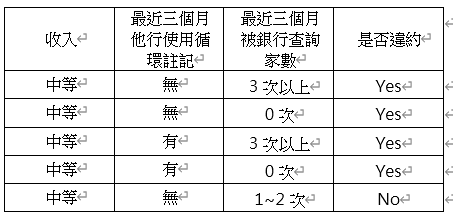 收入 最近三個月他行使用循環註記 最近三個月被銀行查詢家數 是否違約
中等 無 3 次以上 Yes
中等 無 0 次 Yes
中等 有 3 次以上 Yes
中等 有 0 次 Yes
中等 無 1~2 次 No